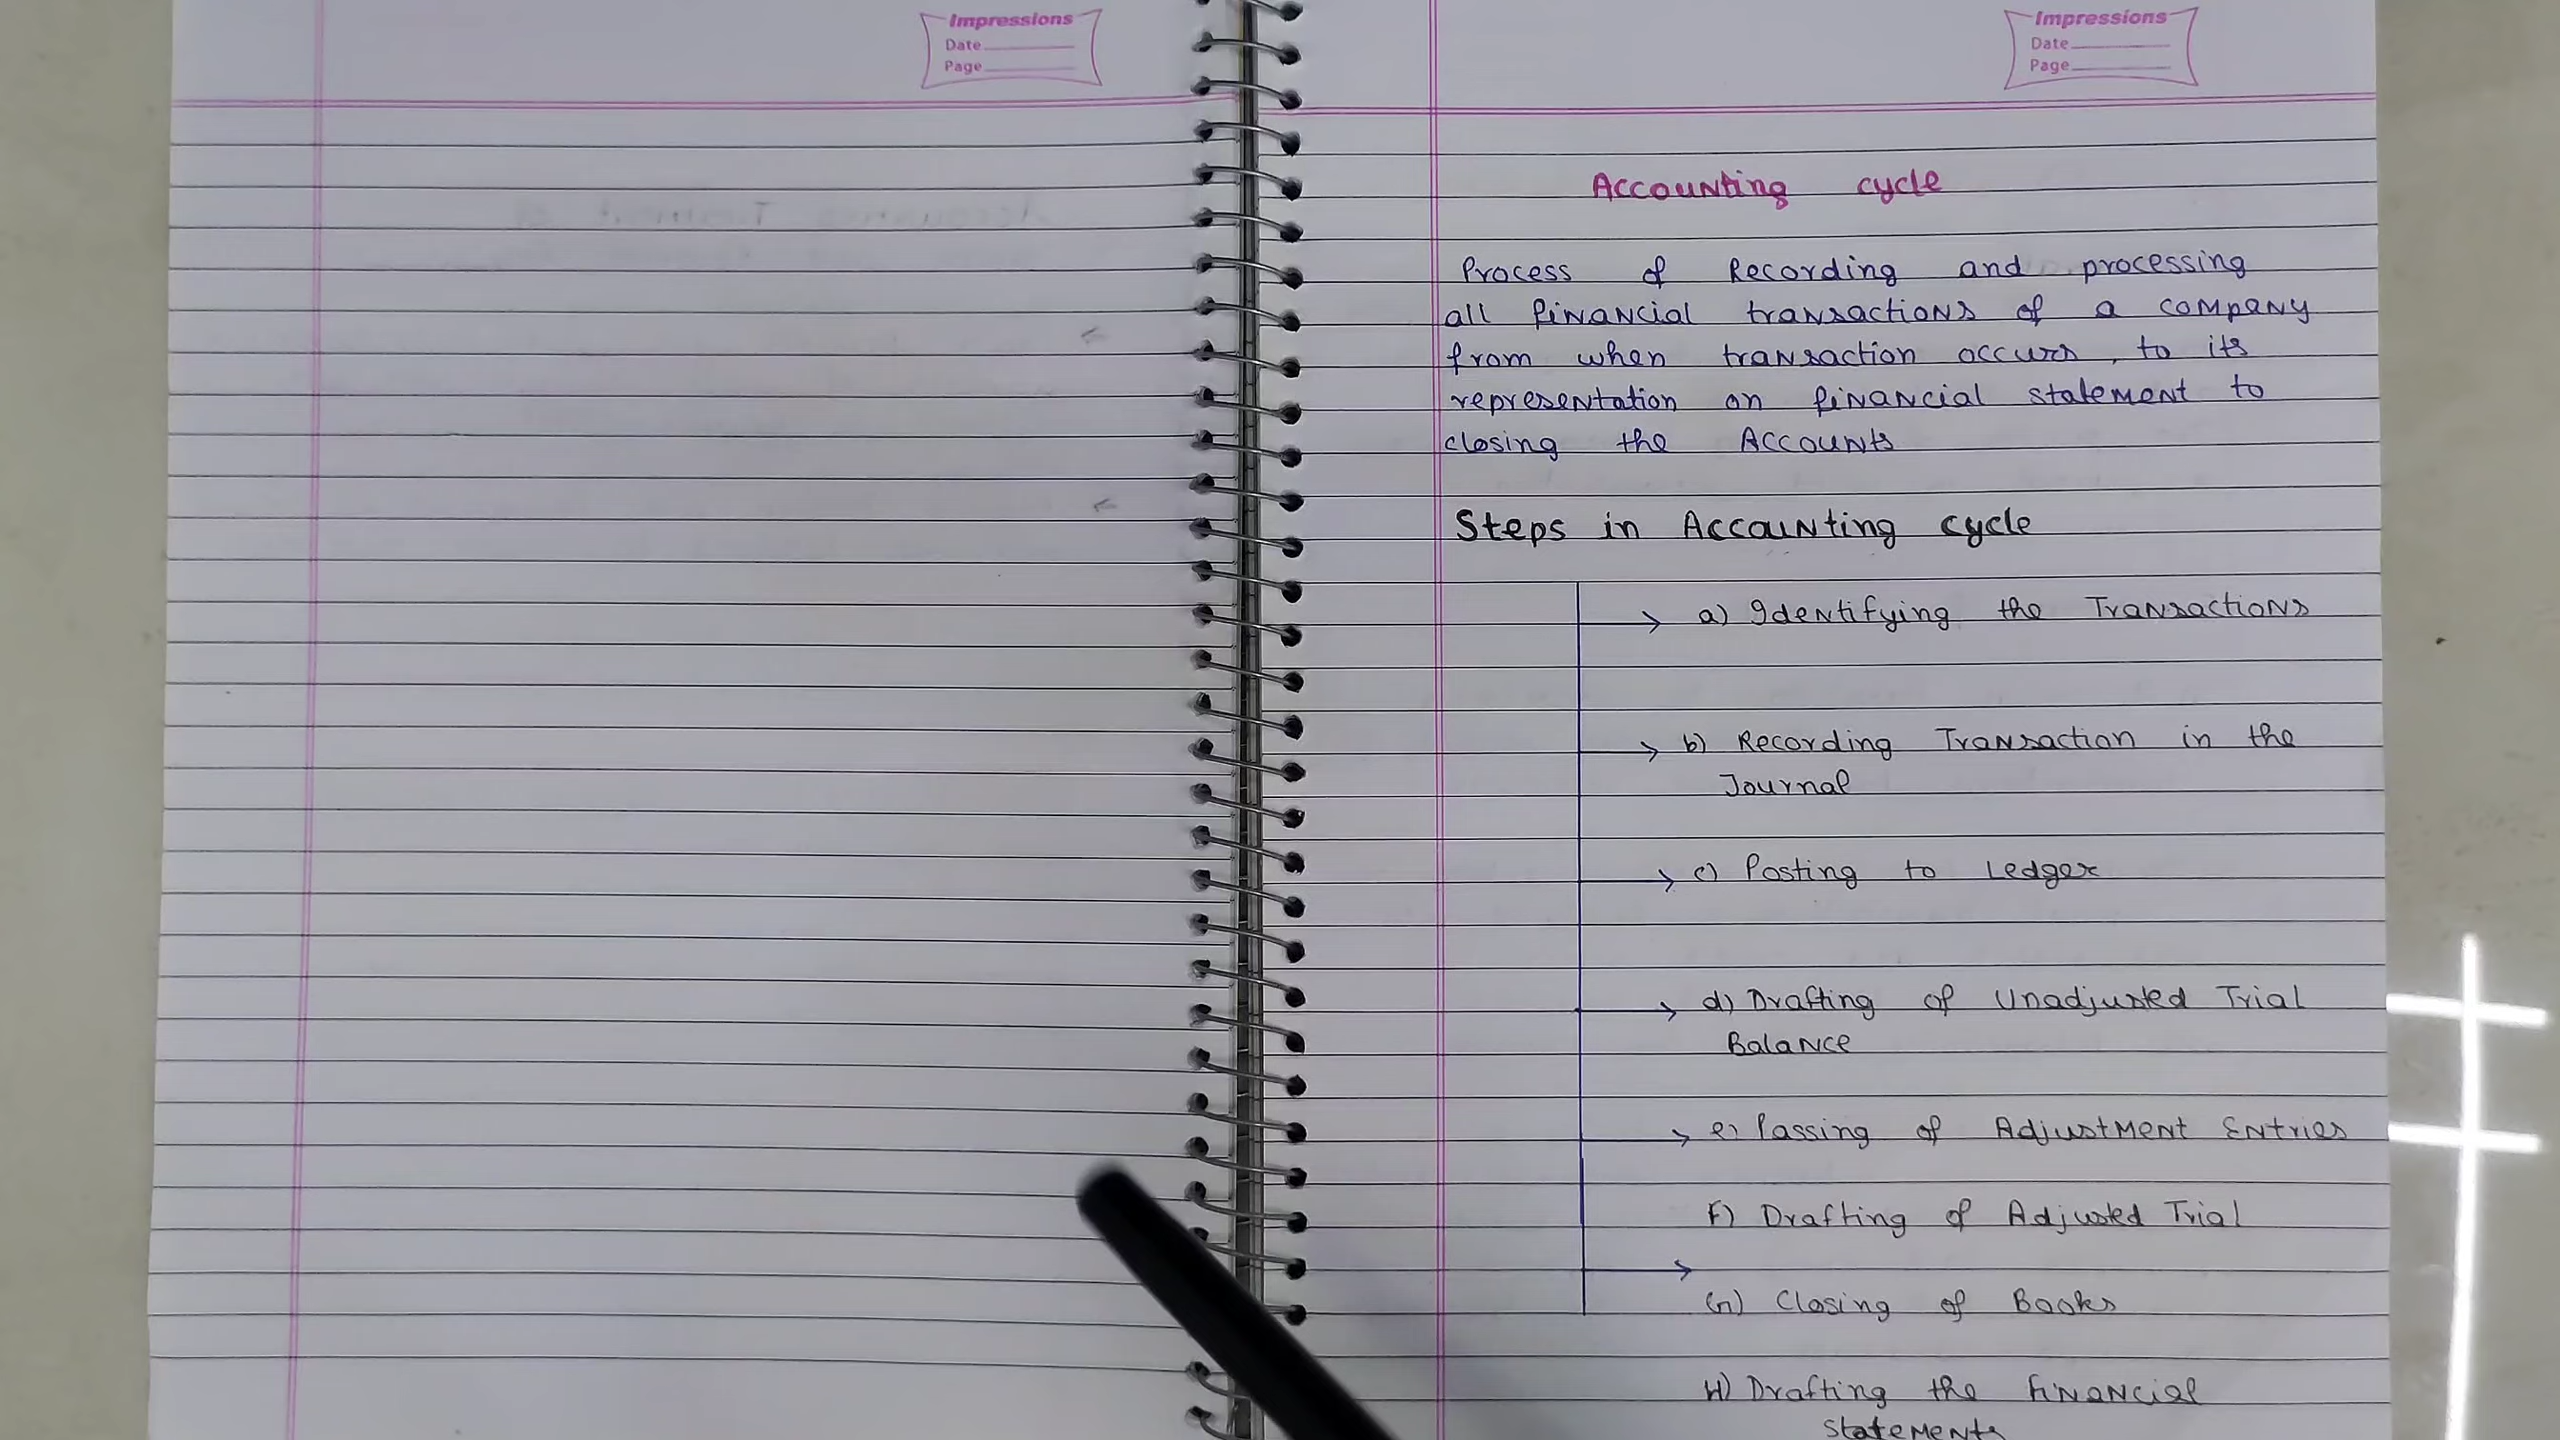 Impressions
Date
Page
Impressions
Date
Page
Accounting cycle
Process of Recording and processing
all financial transactions of a company
from when transaction occurs, to its
representation on financial statement to
closing the Accounts
Steps in Accounting cycle
a) Identifying the Transactions
b) Recording Transaction in the
Journal
c) Posting to Ledger
d) Drafting of Unadjusted Trial
Balance
e) Passing of Adjustment Entries
F) Drafting of Adjusted Trial
G) Closing of Books
H) Drafting the financial
statements